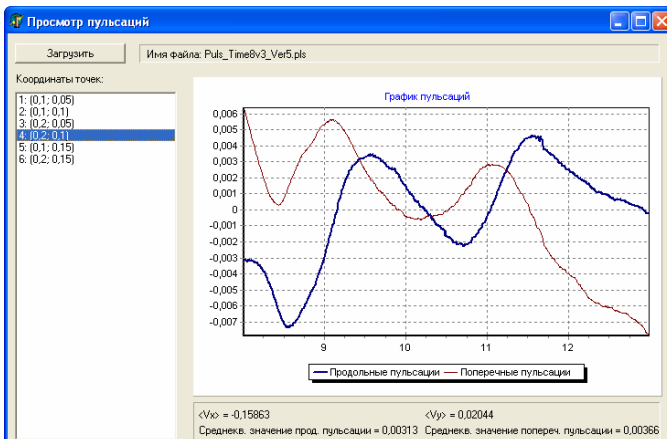 Просмотр пульсаций
Загрузить
Имя файла: Puls_Time8v3_Ver5.pls
Координаты точек:
1: (0,1; 0,05)
2: (0,1; 0,1)
3: (0,2; 0,05)
4: (0,2; 0,1)
5: (0,1; 0,15)
6: (0,2; 0,15)
График пульсаций
0,006
0,005
0,004
0,003
0,002
0,001
0
-0,001
-0,002
-0,003
-0,004
-0,005
-0,006
-0,007
9 10 11 12
Продольные пульсации Поперечные пульсации
<Vx> = -0,15863 <Vy> = 0,02044
Среднекв. значение прод. пульсации = 0,00313 Среднекв. значение попереч. пульсации = 0,00366